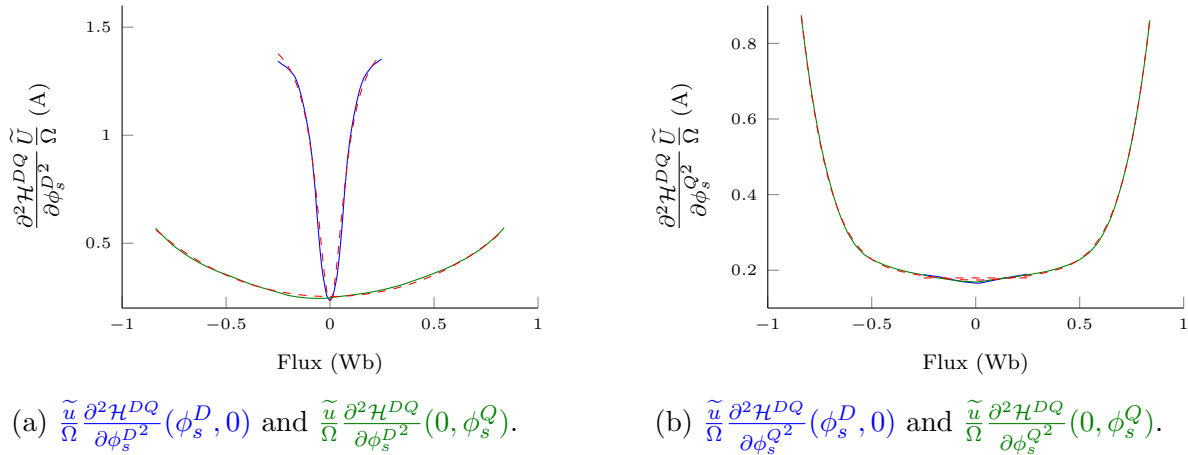 1.5
1
0.5
−1
−0.5
0
0.5
1
Flux (Wb)
∂²ℋ^{DQ}/∂ϕ_s^{D²} Ũ/Ω (A)
(a) ũ/Ω ∂²ℋ^{DQ}/∂ϕ_s^{D²} (ϕ_s^D, 0) and ũ/Ω ∂²ℋ^{DQ}/∂ϕ_s^{D²} (0, ϕ_s^Q).
0.8
0.6
0.4
0.2
−1
−0.5
0
0.5
1
Flux (Wb)
∂²ℋ^{DQ}/∂ϕ_s^{Q²} Ũ/Ω (A)
(b) ũ/Ω ∂²ℋ^{DQ}/∂ϕ_s^{Q²} (ϕ_s^D, 0) and ũ/Ω ∂²ℋ^{DQ}/∂ϕ_s^{Q²} (0, ϕ_s^Q).